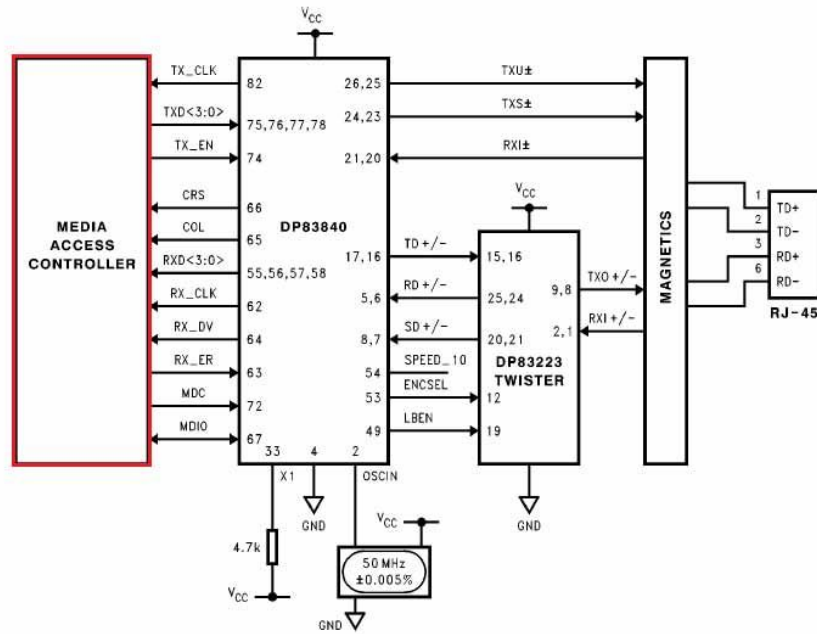 VCC
TX_CLK
82
26,25
TXU±
TXD<3:0>
75,76,77,78
24,23
TXS±
TX_EN
74
21,20
RXI±
CRS
66
MEDIA
ACCESS
CONTROLLER
DP83840
COL
65
RXD<3:0>
55,56,57,58
RX_CLK
62
RX_DV
64
RX_ER
63
MDC
72
MDIO
67
17,16
TD+/-
15,16
5,6
RD+/-
25,24
8,7
SD+/-
20,21
54
SPEED_10
53
ENCSEL
12
49
LBEN
19
VCC
9,8
TXO+/-
2,1
RXI+/-
DP83223
TWISTER
GND
MAGNETICS
1
TD+
2
TD-
3
RD+
6
RD-
RJ-45
33
4
2
X1
OSCIN
GND
4.7k
VCC
VCC
50 MHz
±0.005%
GND